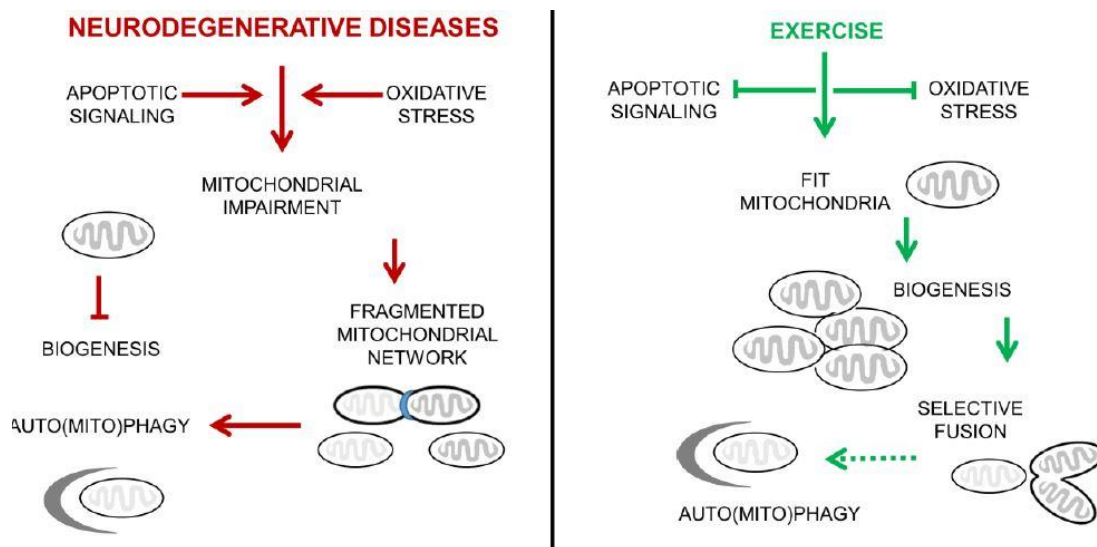 NEURODEGENERATIVE DISEASES
APOPTOTIC
SIGNALING
OXIDATIVE
STRESS
MITOCHONDRIAL
IMPAIRMENT
BIOGENESIS
FRAGMENTED
MITOCHONDRIAL
NETWORK
AUTO(MITO)PHAGY
EXERCISE
APOPTOTIC
SIGNALING
OXIDATIVE
STRESS
FIT
MITOCHONDRIA
BIOGENESIS
SELECTIVE
FUSION
AUTO(MITO)PHAGY